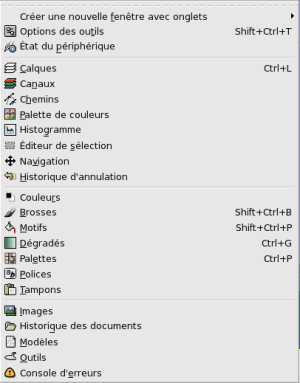 Créer une nouvelle fenêtre avec onglets
Options des outils Shift+Ctrl+T
État du périphérique
Calques Ctrl+L
Canaux
Chemins
Palette de couleurs
Histogramme
Éditeur de sélection
Navigation
Historique d'annulation
Couleurs
Brosses Shift+Ctrl+B
Motifs Shift+Ctrl+P
Dégradés Ctrl+G
Palettes Ctrl+P
Polices
Tampons
Images
Historique des documents
Modèles
Outils
Console d'erreurs